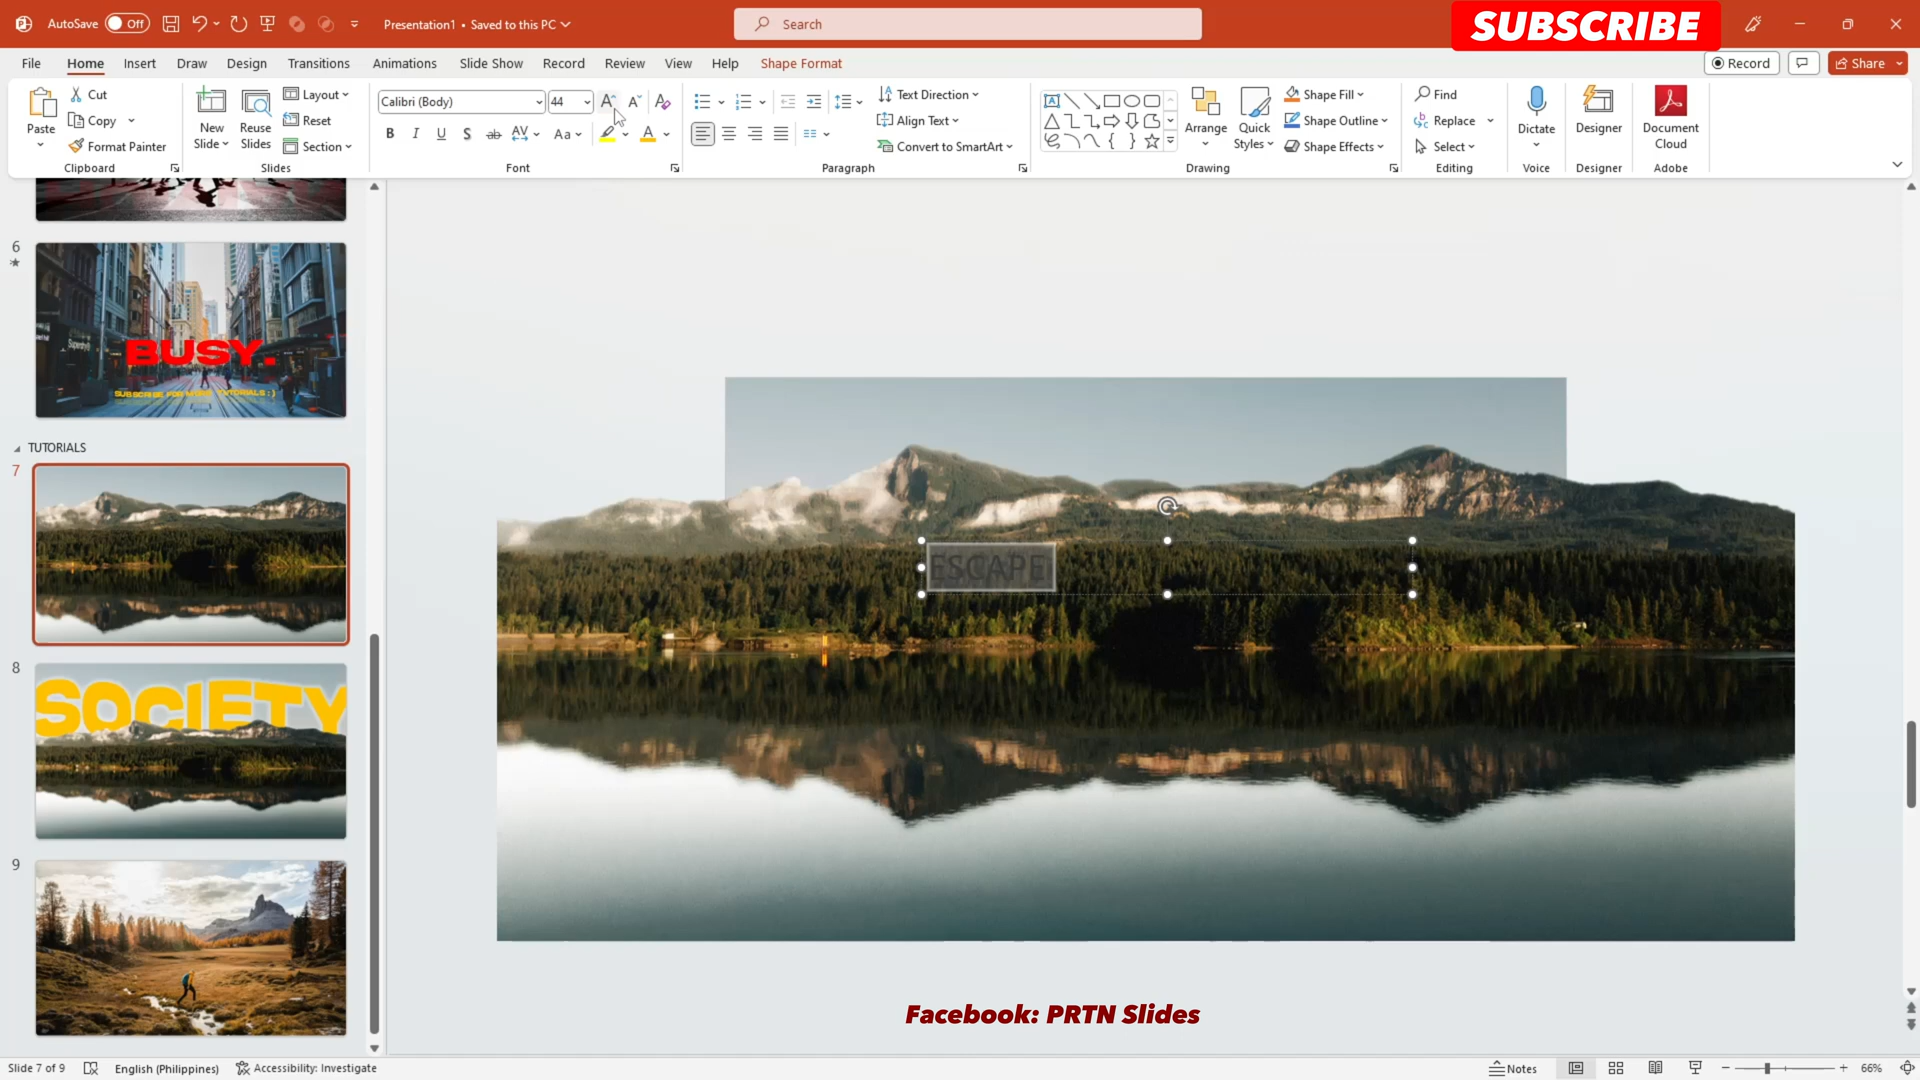 AutoSave Off
Presentation1 • Saved to this PC
Search
SUBSCRIBE
File Home Insert Draw Design Transitions Animations Slide Show Record Review View Help Shape Format
Record
Share
Paste
Cut
Copy
Format Painter
Clipboard
New Slide
Reuse Slides
Layout
Reset
Section
Slides
Calibri (Body) 44
Font
Text Direction
Align Text
Convert to SmartArt
Paragraph
Arrange
Quick Styles
Shape Fill
Shape Outline
Shape Effects
Drawing
Find
Replace
Select
Editing
Dictate
Voice
Designer
Designer
Document Cloud
Adobe
6
BUSY.
SUBSCRIBE FOR MORE TUTORIALS :)
TUTORIALS
7
8
SOCIETY
9
ESCAPE
Facebook: PRTN Slides
Slide 7 of 9
English (Philippines)
Accessibility: Investigate
Notes
66%